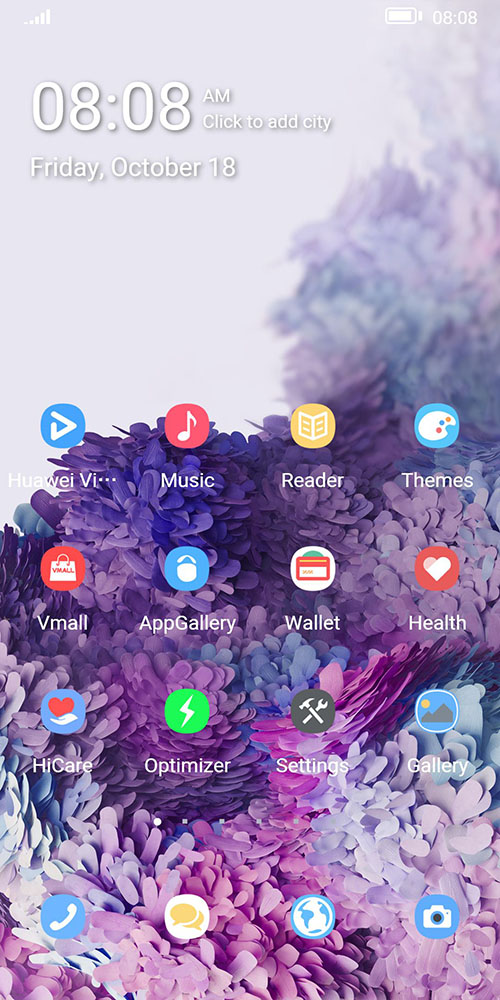 08:08
08:08 AM
Click to add city
Friday, October 18
Huawei Vi··· Music Reader Themes
VMALL
Vmall AppGallery Wallet Health
HiCare Optimizer Settings Gallery